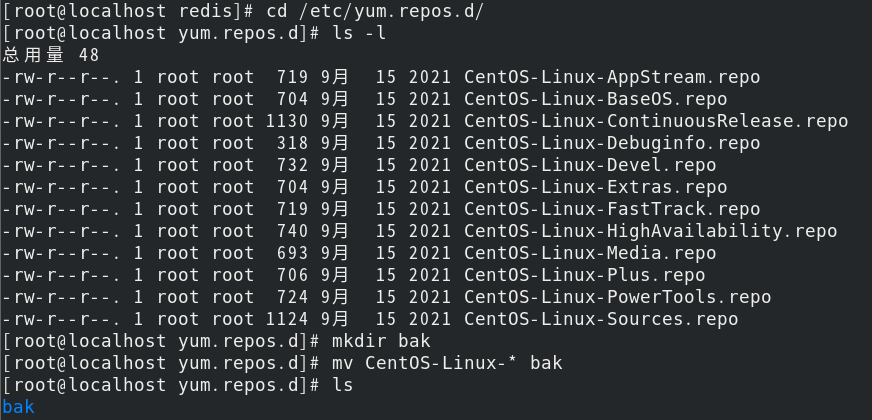 [root@localhost redis]# cd /etc/yum.repos.d/
[root@localhost yum.repos.d]# ls -l
总用量 48
-rw-r--r--. 1 root root  719 9月  15 2021 CentOS-Linux-AppStream.repo
-rw-r--r--. 1 root root  704 9月  15 2021 CentOS-Linux-BaseOS.repo
-rw-r--r--. 1 root root 1130 9月  15 2021 CentOS-Linux-ContinuousRelease.repo
-rw-r--r--. 1 root root  318 9月  15 2021 CentOS-Linux-Debuginfo.repo
-rw-r--r--. 1 root root  732 9月  15 2021 CentOS-Linux-Devel.repo
-rw-r--r--. 1 root root  704 9月  15 2021 CentOS-Linux-Extras.repo
-rw-r--r--. 1 root root  719 9月  15 2021 CentOS-Linux-FastTrack.repo
-rw-r--r--. 1 root root  740 9月  15 2021 CentOS-Linux-HighAvailability.repo
-rw-r--r--. 1 root root  693 9月  15 2021 CentOS-Linux-Media.repo
-rw-r--r--. 1 root root  706 9月  15 2021 CentOS-Linux-Plus.repo
-rw-r--r--. 1 root root  724 9月  15 2021 CentOS-Linux-PowerTools.repo
-rw-r--r--. 1 root root 1124 9月  15 2021 CentOS-Linux-Sources.repo
[root@localhost yum.repos.d]# mkdir bak
[root@localhost yum.repos.d]# mv CentOS-Linux-* bak
[root@localhost yum.repos.d]# ls
bak